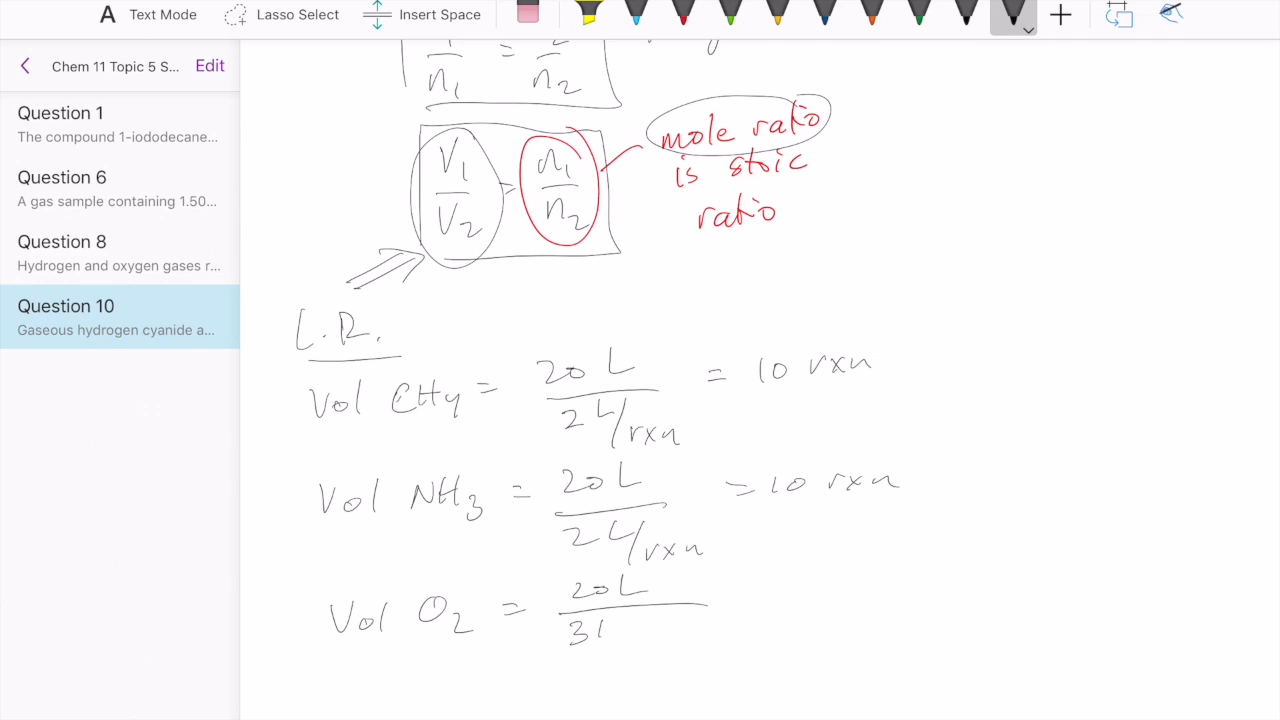 A Text Mode Lasso Select Insert Space
Chem 11 Topic 5 S... Edit
Question 1
The compound 1-iododecane...
Question 6
A gas sample containing 1.50...
Question 8
Hydrogen and oxygen gases r...
Question 10
Gaseous hydrogen cyanide a...
n1 = n2
V1/V2 = n1/n2
mole ratio
is stoic
ratio
L.R.
Vol CH4 = 20 L / 2 L/rxn = 10 rxn
Vol NH3 = 20L / 2 L/rxn = 10 rxn
Vol O2 = 20L / 3L